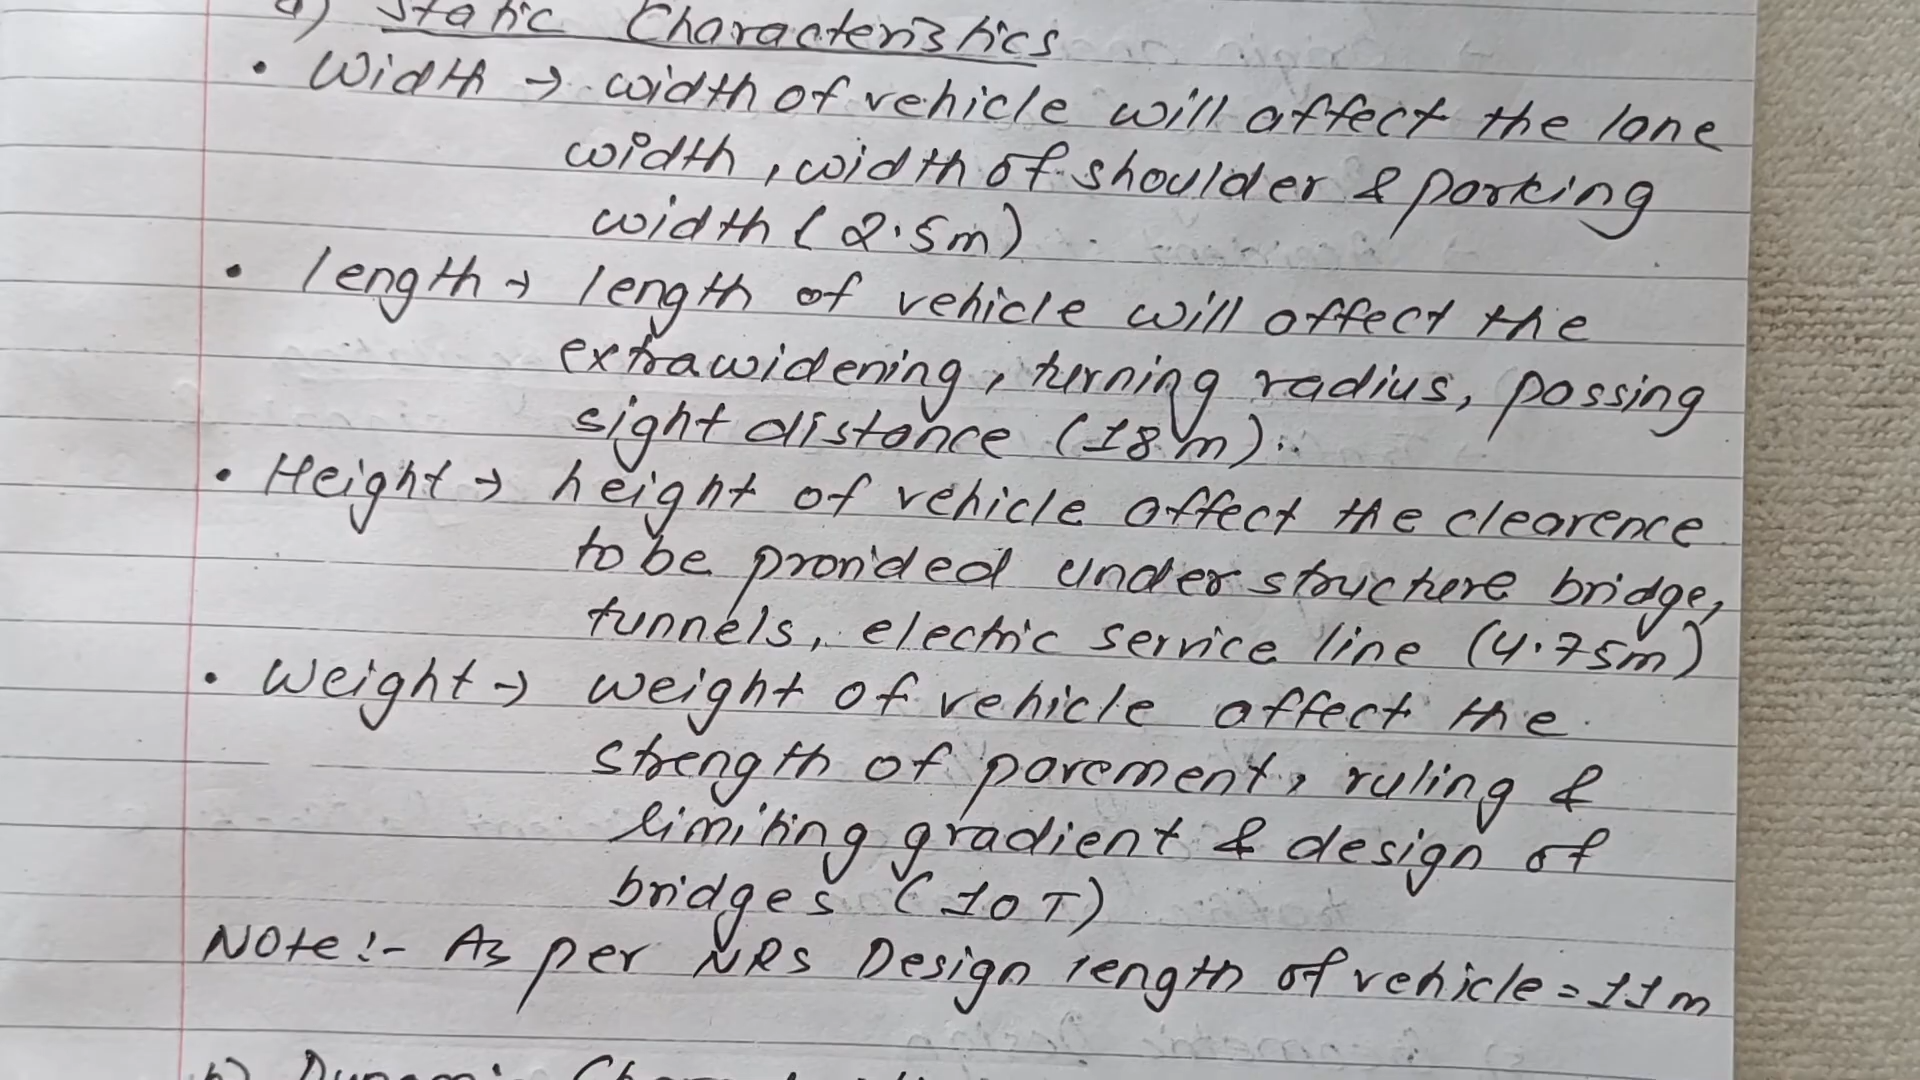 a) Static Characteristics
• Width → width of vehicle will affect the lane
width, width of shoulder & parking
width (2.5m)
• length → length of vehicle will affect the
extrawidening, turning radius, passing
sight distance (18m).
• Height → height of vehicle affect the clearence
to be provided under structure bridge,
tunnels, electric service line (4.75m)
• Weight → weight of vehicle affect the
strength of pavement, ruling &
limiting gradient & design of
bridges (10T)
NOte:- As per NRS Design length of vehicle = 11m
b) Dynamic